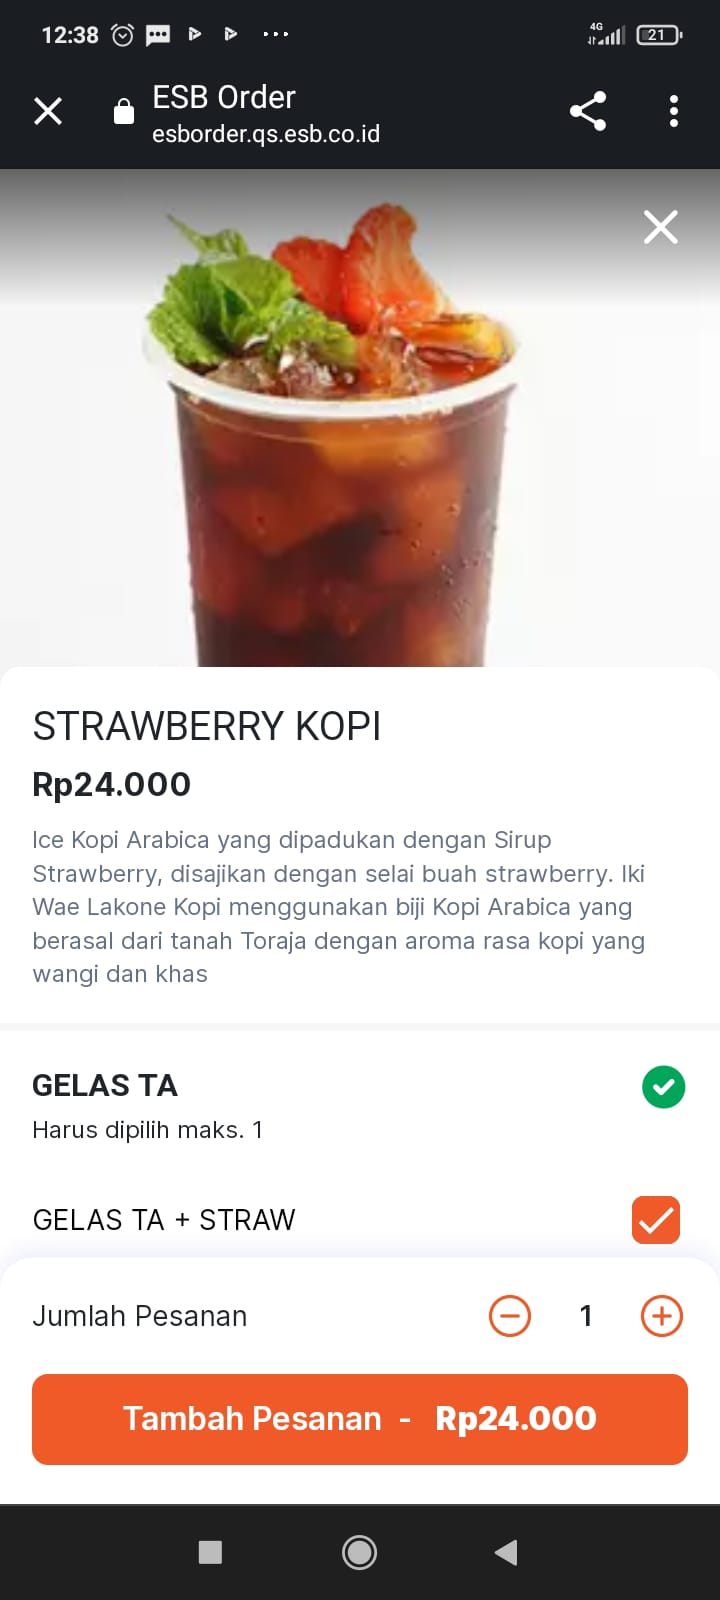 12:38
4G
21
ESB Order
esborder.qs.esb.co.id
STRAWBERRY KOPI
Rp24.000
Ice Kopi Arabica yang dipadukan dengan Sirup
Strawberry, disajikan dengan selai buah strawberry. Iki
Wae Lakone Kopi menggunakan biji Kopi Arabica yang
berasal dari tanah Toraja dengan aroma rasa kopi yang
wangi dan khas
GELAS TA
Harus dipilih maks. 1
GELAS TA + STRAW
Jumlah Pesanan
1
Tambah Pesanan - Rp24.000